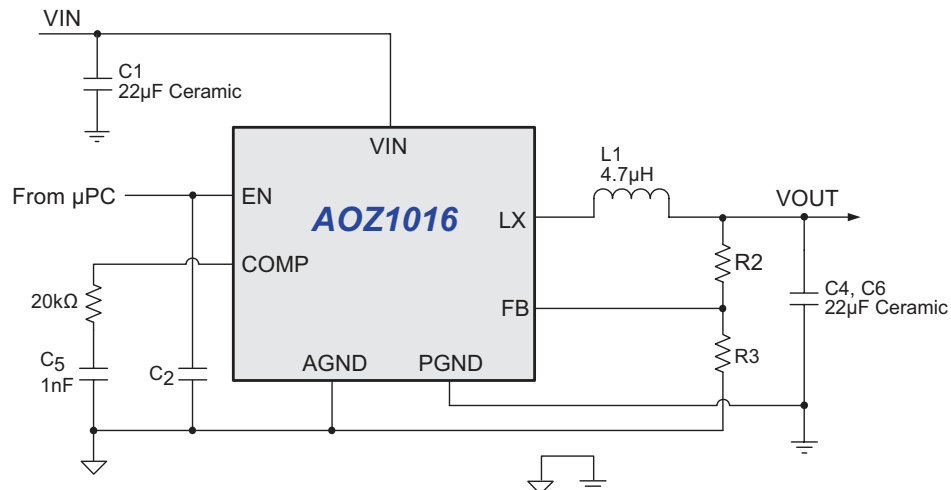 VIN
C1
22µF Ceramic
VIN
L1
4.7µH
From µPC
EN
AOZ1016
LX
VOUT
COMP
R2
20kΩ
FB
C4, C6
22µF Ceramic
C5
1nF
C2
AGND
PGND
R3